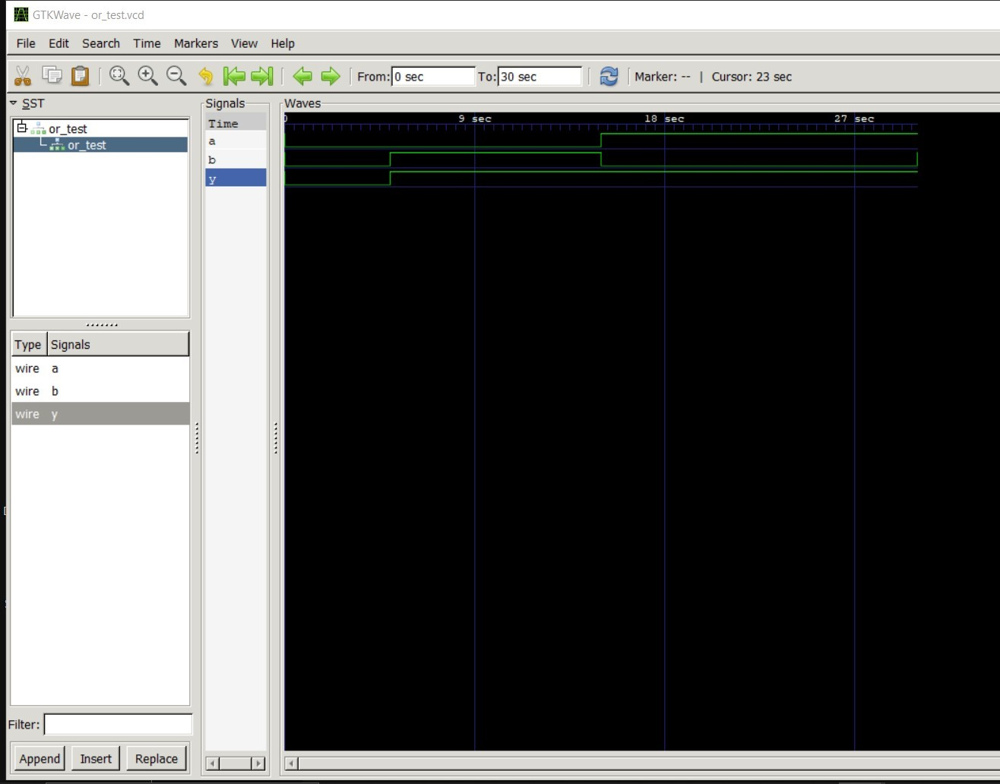 GTKWave - or_test.vcd
File Edit Search Time Markers View Help
From: 0 sec To: 30 sec Marker: -- | Cursor: 23 sec
SST
or_test
or_test
Type Signals
wire a
wire b
wire y
Filter:
Append Insert Replace
Signals
Time
a
b
y
Waves
0 9 sec 18 sec 27 sec